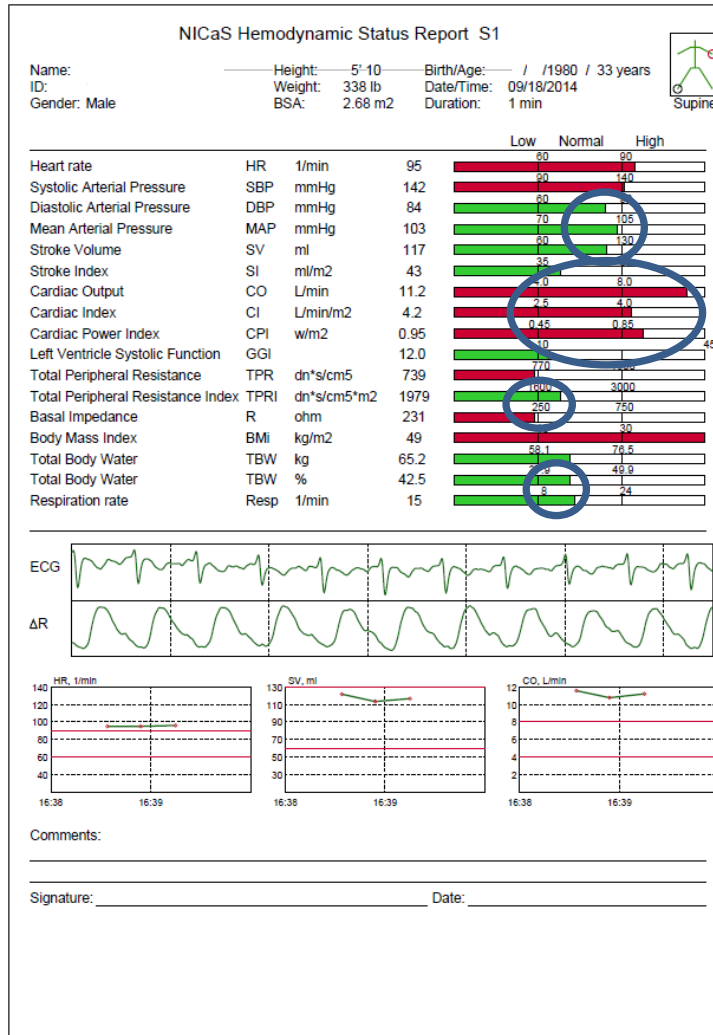 NICaS Hemodynamic Status Report S1
Name: Height: 5' 10 Birth/Age: / /1980 / 33 years
ID: Weight: 338 lb Date/Time: 09/18/2014
Gender: Male BSA: 2.68 m2 Duration: 1 min
Supine
Low Normal High
Heart rate HR 1/min 95 60 90
Systolic Arterial Pressure SBP mmHg 142 90 140
Diastolic Arterial Pressure DBP mmHg 84 60
Mean Arterial Pressure MAP mmHg 103 70 105
Stroke Volume SV ml 117 60 130
Stroke Index SI ml/m2 43 35
Cardiac Output CO L/min 11.2 4.0 8.0
Cardiac Index CI L/min/m2 4.2 2.5 4.0
Cardiac Power Index CPI w/m2 0.95 0.45 0.85
Left Ventricle Systolic Function GGI 12.0 10 45
Total Peripheral Resistance TPR dn*s/cm5 739 770
Total Peripheral Resistance Index TPRI dn*s/cm5*m2 1979 1600 3000
Basal Impedance R ohm 231 250 750
Body Mass Index BMi kg/m2 49 30
Total Body Water TBW kg 65.2 58.1 76.5
Total Body Water TBW % 42.5 49.9
Respiration rate Resp 1/min 15 8 24
ECG
ΔR
HR, 1/min SV, ml CO, L/min
140 130 12
120 110 10
100 90 8
80 70 6
60 50 4
40 30 2
16:38 16:39 16:38 16:39 16:38 16:39
Comments:
Signature: Date: